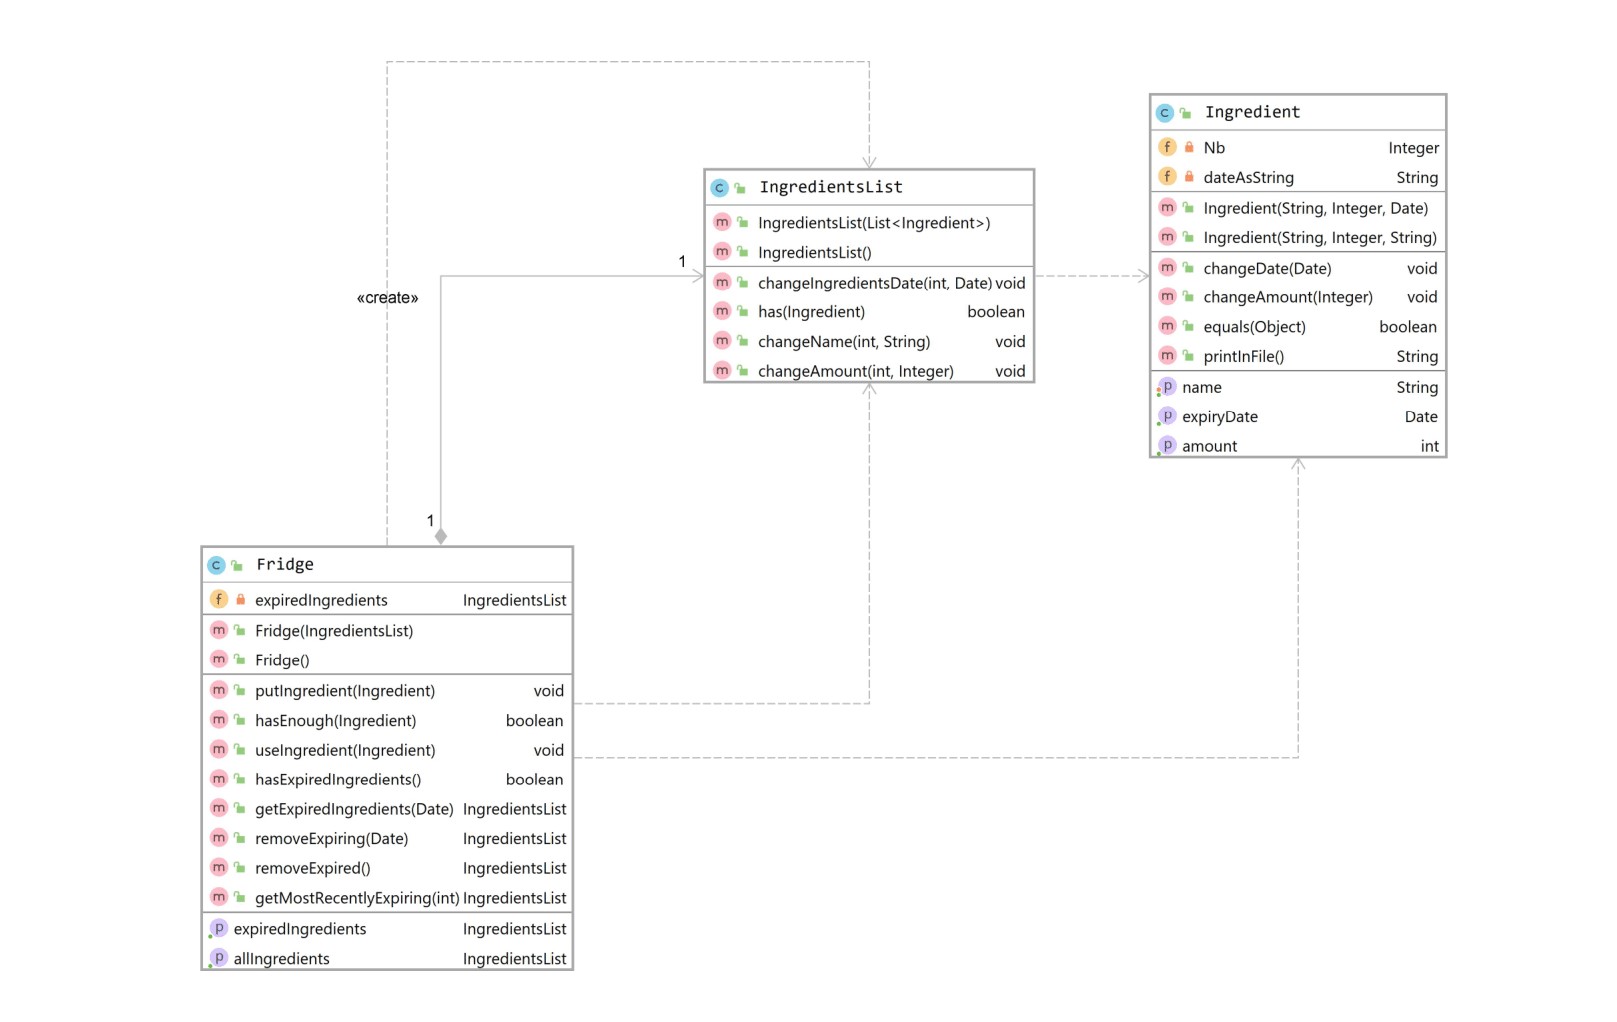 Ingredient
Nb Integer
dateAsString String
Ingredient(String, Integer, Date)
Ingredient(String, Integer, String)
changeDate(Date) void
changeAmount(Integer) void
equals(Object) boolean
printInFile() String
name String
expiryDate Date
amount int
IngredientsList
IngredientsList(List<Ingredient>)
IngredientsList()
changeIngredientsDate(int, Date) void
has(Ingredient) boolean
changeName(int, String) void
changeAmount(int, Integer) void
1
«create»
1
Fridge
expiredIngredients IngredientsList
Fridge(IngredientsList)
Fridge()
putIngredient(Ingredient) void
hasEnough(Ingredient) boolean
useIngredient(Ingredient) void
hasExpiredIngredients() boolean
getExpiredIngredients(Date) IngredientsList
removeExpiring(Date) IngredientsList
removeExpired() IngredientsList
getMostRecentlyExpiring(int) IngredientsList
expiredIngredients IngredientsList
allIngredients IngredientsList